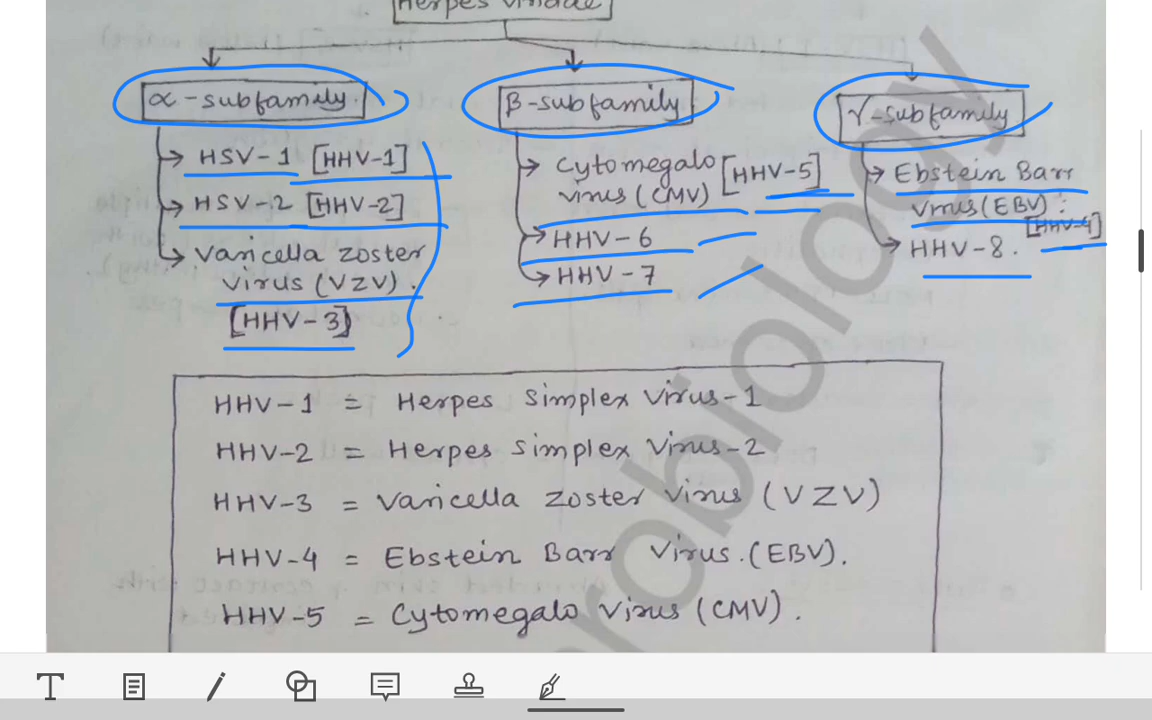 Herpes viridae
α-subfamily.
β-subfamily
γ-subfamily
HSV-1 [HHV-1]
HSV-2 [HHV-2]
Varicella zoster
virus (VZV).
[HHV-3]
Cytomegalo
virus (CMV) [HHV-5]
HHV-6
HHV-7
Ebstein Barr
virus (EBV):
[HHV-4]
HHV-8.
HHV-1 = Herpes Simplex Virus-1
HHV-2 = Herpes Simplex Virus-2
HHV-3 = Varicella zoster Virus (VZV)
HHV-4 = Ebstein Barr Virus.(EBV).
HHV-5 = Cytomegalo Virus (CMV).
robiology